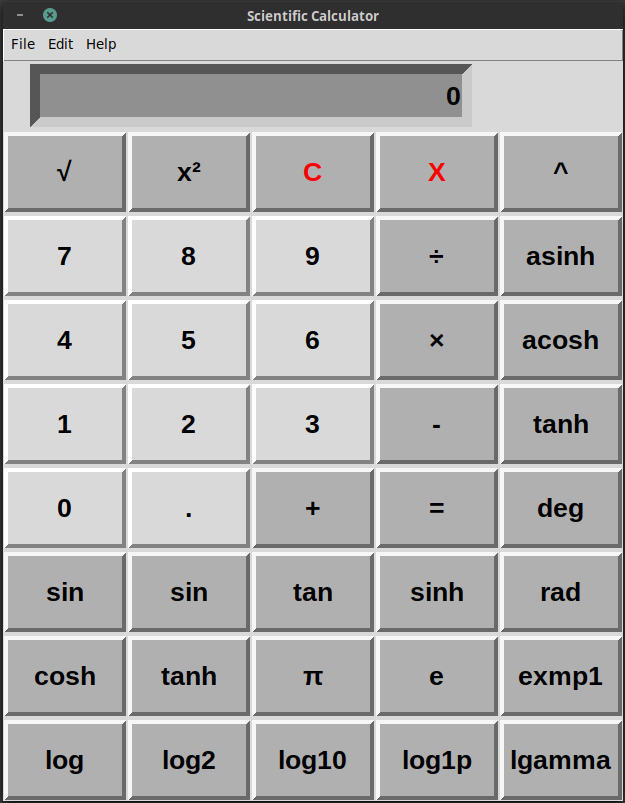 Scientific Calculator
File Edit Help
0
√ x² C X ^
7 8 9 ÷ asinh
4 5 6 × acosh
1 2 3 - tanh
0 . + = deg
sin sin tan sinh rad
cosh tanh π e exmp1
log log2 log10 log1p lgamma